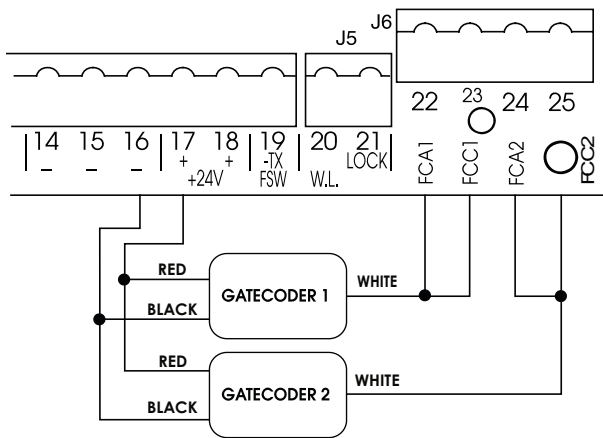 J5
J6
14 15 16 17 18 19 20 21
22 23 24 25
− − − + + -TX LOCK
+24V FSW W.L.
FCA1 FCC1 FCA2 FCC2
RED
GATECODER 1
WHITE
BLACK
RED
GATECODER 2
WHITE
BLACK